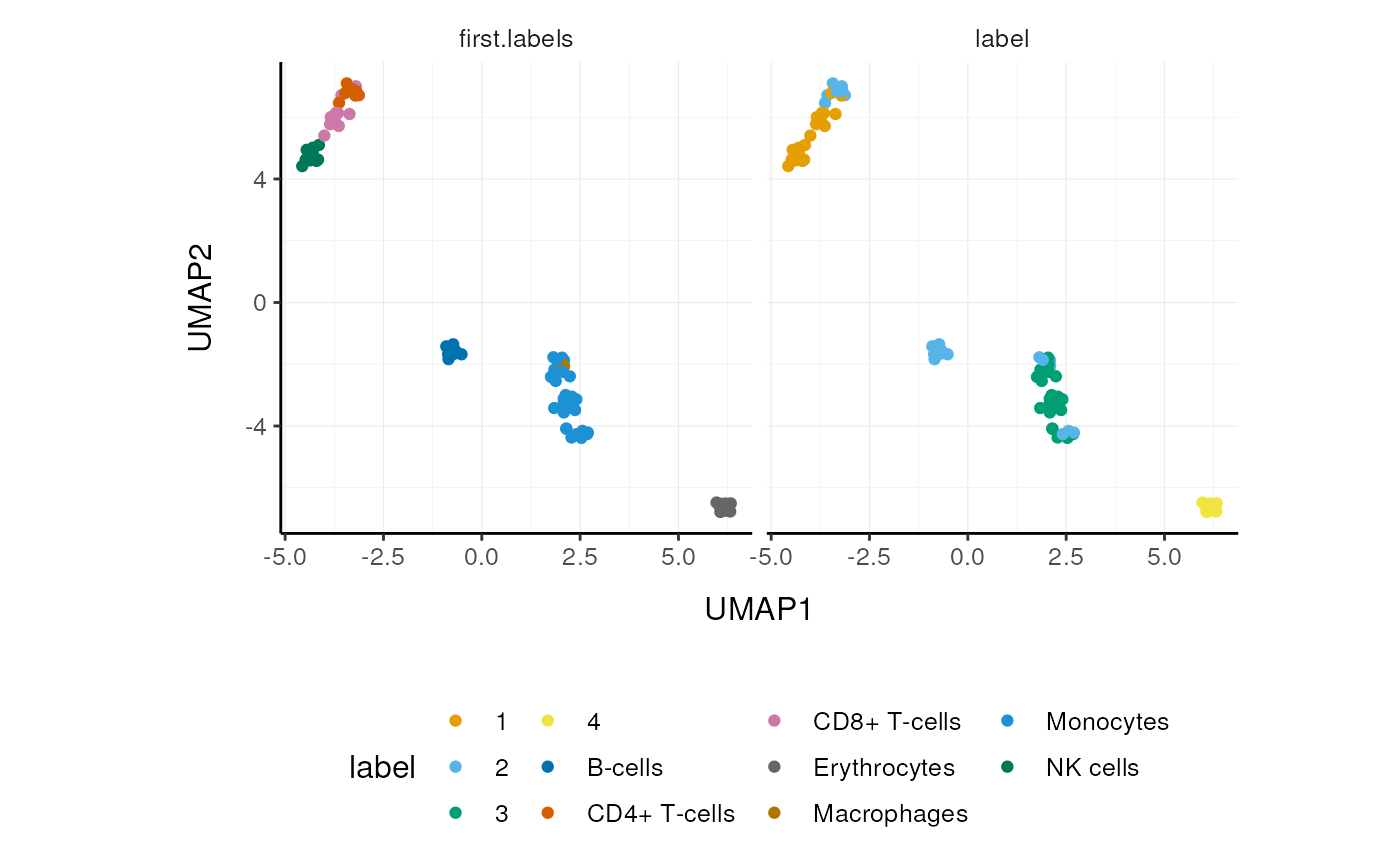 first.labels label
UMAP2
4
0
-4
-5.0 -2.5 0.0 2.5 5.0 -5.0 -2.5 0.0 2.5 5.0
UMAP1
1 4 CD8+ T-cells Monocytes
label 2 B-cells Erythrocytes NK cells
3 CD4+ T-cells Macrophages